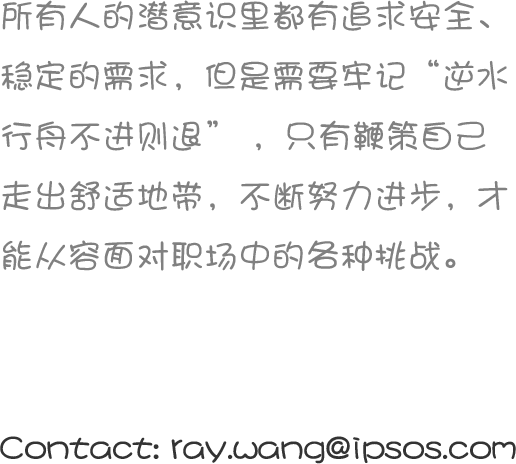 所有人的潜意识里都有追求安全、
稳定的需求，但是需要牢记“逆水
行舟不进则退”，只有鞭策自己
走出舒适地带，不断努力进步，才
能从容面对职场中的各种挑战。
Contact: ray.wang@ipsos.com